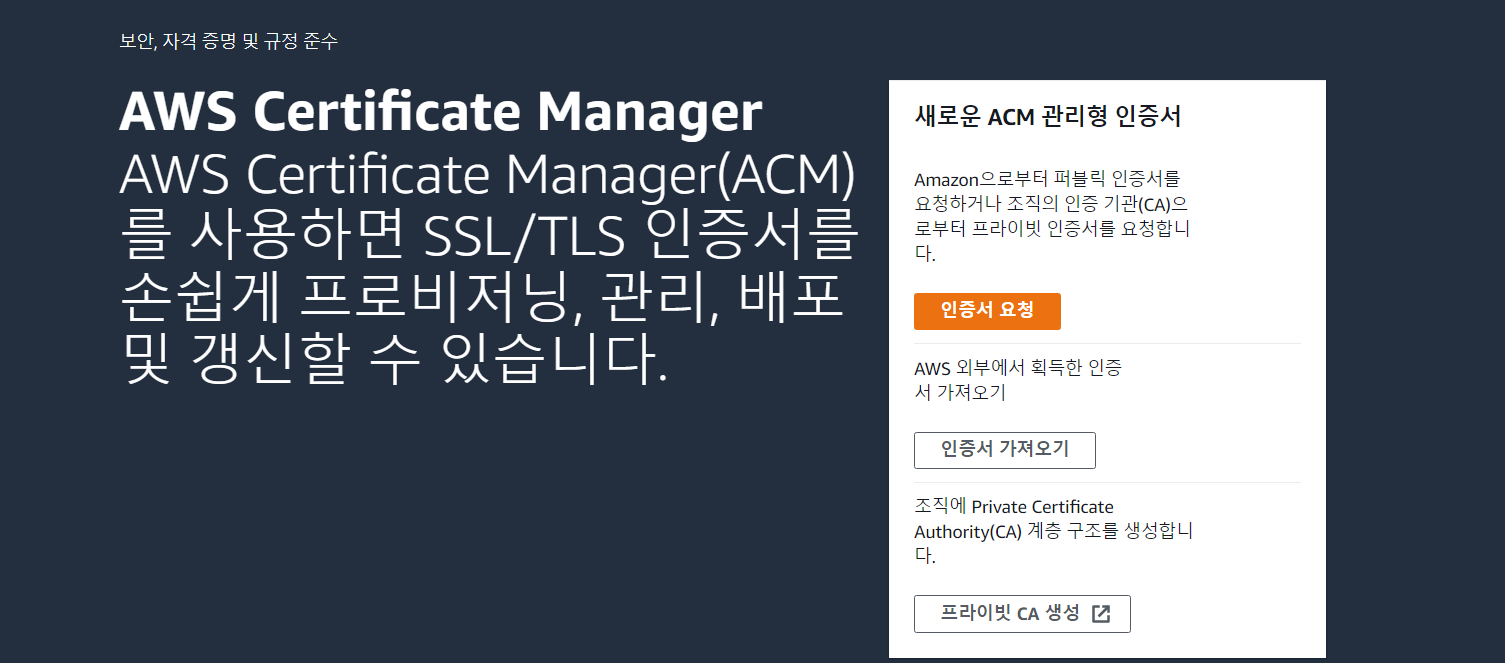 보안, 자격 증명 및 규정 준수
AWS Certificate Manager
AWS Certificate Manager(ACM)
를 사용하면 SSL/TLS 인증서를
손쉽게 프로비저닝, 관리, 배포
및 갱신할 수 있습니다.
새로운 ACM 관리형 인증서
Amazon으로부터 퍼블릭 인증서를
요청하거나 조직의 인증 기관(CA)으
로부터 프라이빗 인증서를 요청합니
다.
인증서 요청
AWS 외부에서 획득한 인증
서 가져오기
인증서 가져오기
조직에 Private Certificate
Authority(CA) 계층 구조를 생성합니
다.
프라이빗 CA 생성